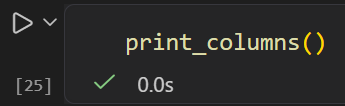 print_columns()
[25]
0.0s